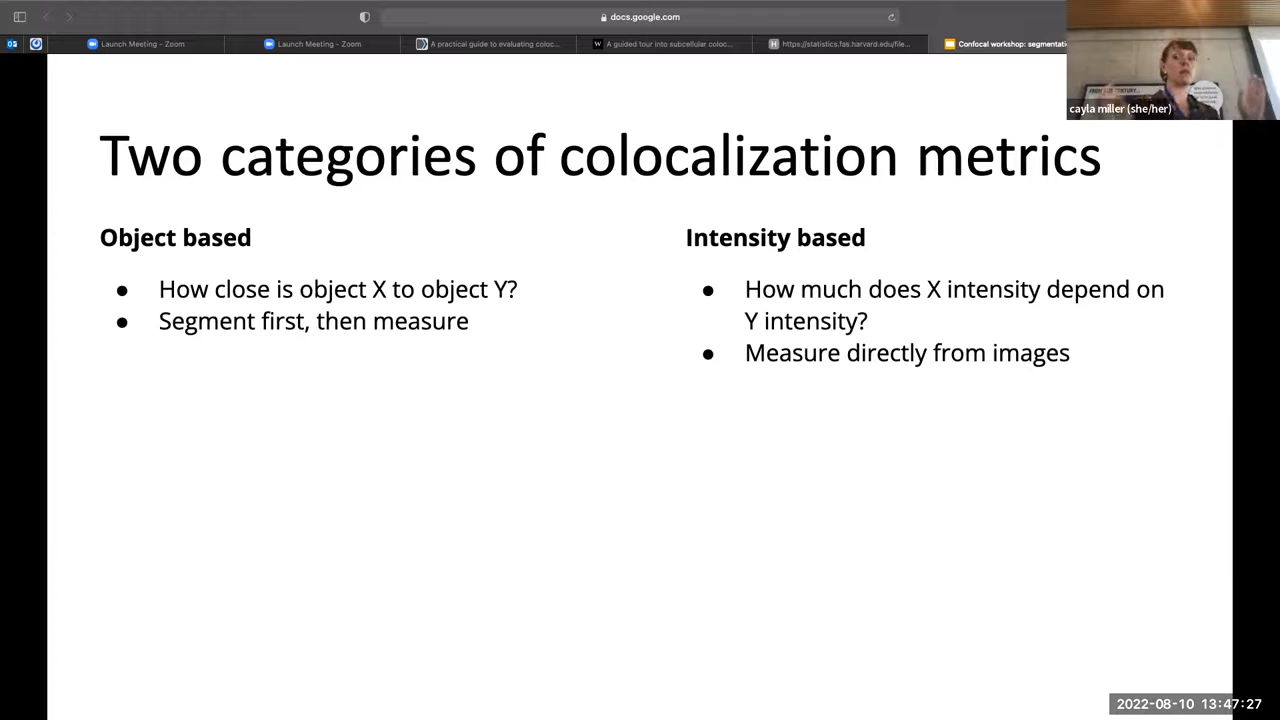 docs.google.com
Launch Meeting - Zoom
Launch Meeting - Zoom
A practical guide to evaluating coloc...
W A guided tour into subcellular coloc...
H https://statistics.fas.harvard.edu/file...
Confocal workshop: segmentati
FROM
CENTURY...
cayla miller (she/her)
Two categories of colocalization metrics
Object based
● How close is object X to object Y?
● Segment first, then measure
Intensity based
● How much does X intensity depend on
Y intensity?
● Measure directly from images
2022-08-10 13:47:27